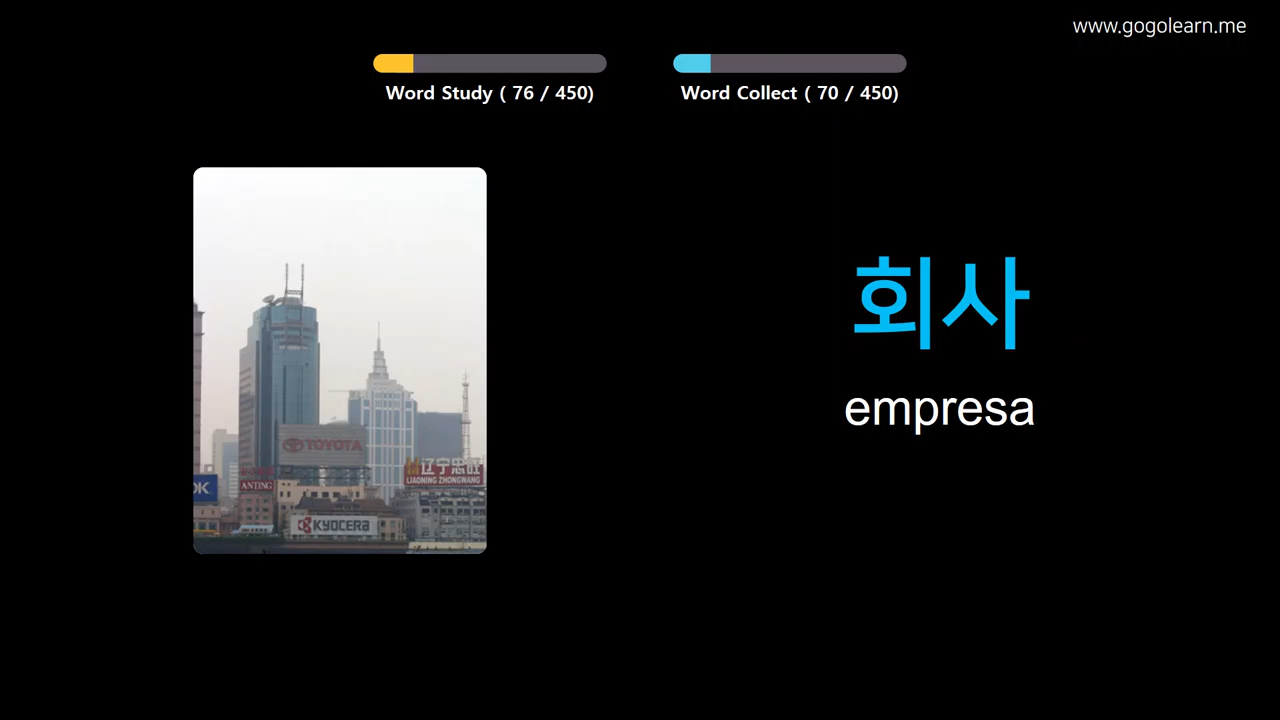 www.gogolearn.me
Word Study ( 76 / 450)
Word Collect ( 70 / 450)
회사
empresa
TOYOTA
辽宁忠旺
LIAONING ZHONGWANG
OK
ANTING
KYOCERA